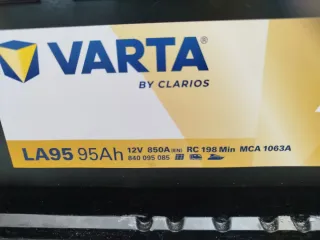 VARTA
BY CLARIOS
LA95 95Ah 12V 850A (EN) RC 198 Min MCA 1063A
840 095 085